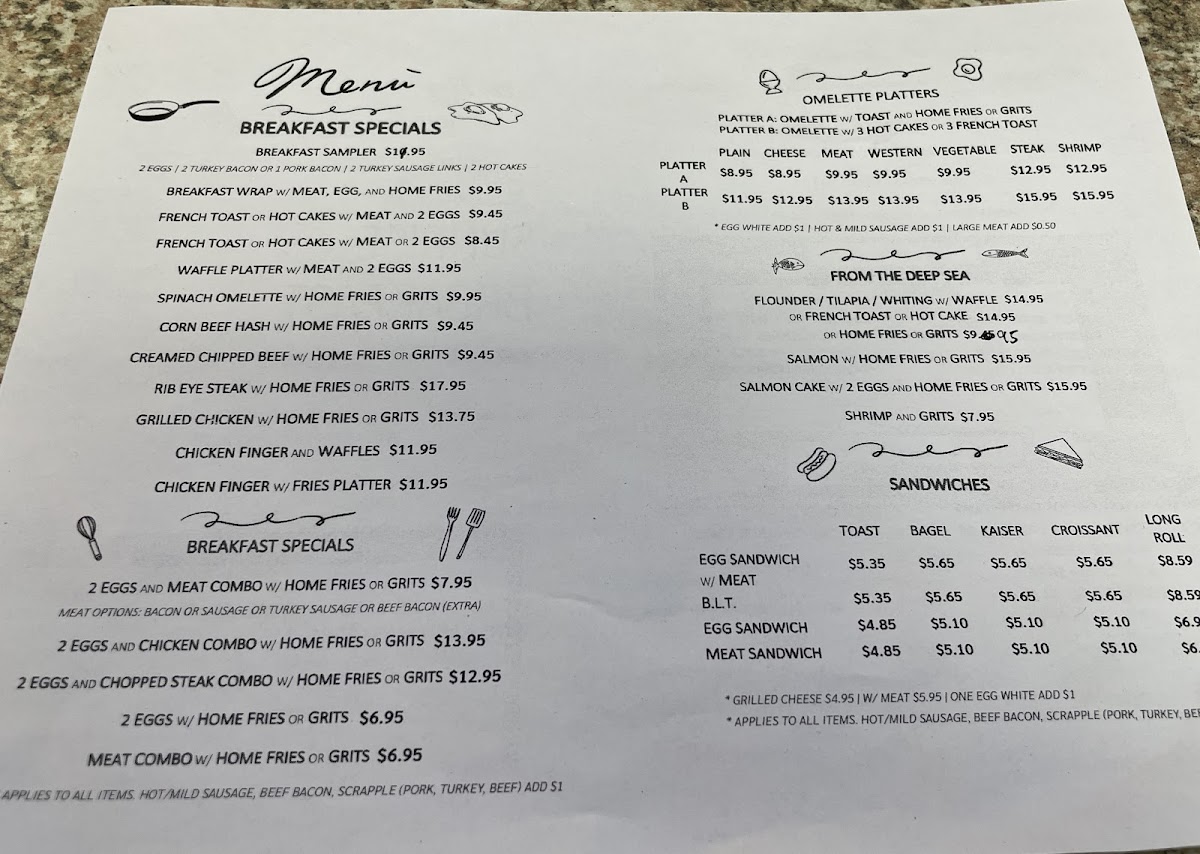 Menu
BREAKFAST SPECIALS
BREAKFAST SAMPLER
2 EGGS / 2 TURKEY BACON OR 1 PORK BACON | 2 TURKEY SAUSAGE LINKS | 2 HOT CAKES
BREAKFAST WRAP W/ MEAT, EGG, AND HOME FRIES $9.95
FRENCH TOAST OR HOT CAKES W/ MEAT AND 2 EGGS $9.45
FRENCH TOAST OR HOT CAKES W/ MEAT OR 2 EGGS $8.45
WAFFLE PLATTER W/ MEAT AND 2 EGGS $11.95
SPINACH OMELETTE W/ HOME FRIES OR GRITS $9.95
CORN BEEF HASH W/ HOME FRIES OR GRITS $9.45
CREAMED CHIPPED BEEF W/ HOME FRIES OR GRITS $9.45
RIB EYE STEAK W/ HOME FRIES OR GRITS $17.95
GRILLED CHICKEN W/ HOME FRIES OR GRITS $13.75
CHICKEN FINGER AND WAFFLES $11.95
CHICKEN FINGER W/ FRIES PLATTER $11.95
BREAKFAST SPECIALS
2 EGGS AND MEAT COMBO W/ HOME FRIES OR GRITS $7.95
MEAT OPTIONS: BACON OR SAUSAGE OR TURKEY SAUSAGE OR BEEF BACON (EXTRA)
2 EGGS AND CHICKEN COMBO W/ HOME FRIES OR GRITS $13.95
2 EGGS AND CHOPPED STEAK COMBO W/ HOME FRIES OR GRITS $12.95
2 EGGS W/ HOME FRIES OR GRITS $6.95
MEAT COMBO W/ HOME FRIES OR GRITS $6.95
APPLIES TO ALL ITEMS. HOT/MILD SAUSAGE, BEEF BACON, SCRAPPLE (PORK, TURKEY, BEEF) ADD $1
OMELETTE PLATTERS
PLATTER A: OMELETTE W/ TOAST AND HOME FRIES OR GRITS
PLATTER B: OMELETTE W/ 3 HOT CAKES OR 3 FRENCH TOAST
PLAIN CHEESE MEAT WESTERN VEGETABLE STEAK SHRIMP
PLATTER A $8.95 $8.95 $9.95 $9.95 $9.95 $12.95 $12.95
PLATTER B $11.95 $12.95 $13.95 $13.95 $13.95 $15.95 $15.95
* EGG WHITE ADD $1 | HOT & MILD SAUSAGE ADD $1 | LARGE MEAT ADD $0.50
FROM THE DEEP SEA
FLOUNDER / TILAPIA / WHITING W/ WAFFLE $14.95
OR FRENCH TOAST OR HOT CAKE $14.95
OR HOME FRIES OR GRITS $9.95
SALMON W/ HOME FRIES OR GRITS $15.95
SALMON CAKE W/ 2 EGGS AND HOME FRIES OR GRITS $15.95
SHRIMP AND GRITS $7.95
SANDWICHES
TOAST BAGEL KAISER CROISSANT LONG ROLL
EGG SANDWICH W/ MEAT $5.35 $5.65 $5.65 $5.65 $8.59
B.L.T. $5.35 $5.65 $5.65 $5.65 $8.59
EGG SANDWICH $4.85 $5.10 $5.10 $5.10 $6.9
MEAT SANDWICH $4.85 $5.10 $5.10 $5.10 $6.
* GRILLED CHEESE $4.95 | W/ MEAT $5.95 | ONE EGG WHITE ADD $1
* APPLIES TO ALL ITEMS. HOT/MILD SAUSAGE, BEEF BACON, SCRAPPLE (PORK, TURKEY, BEE